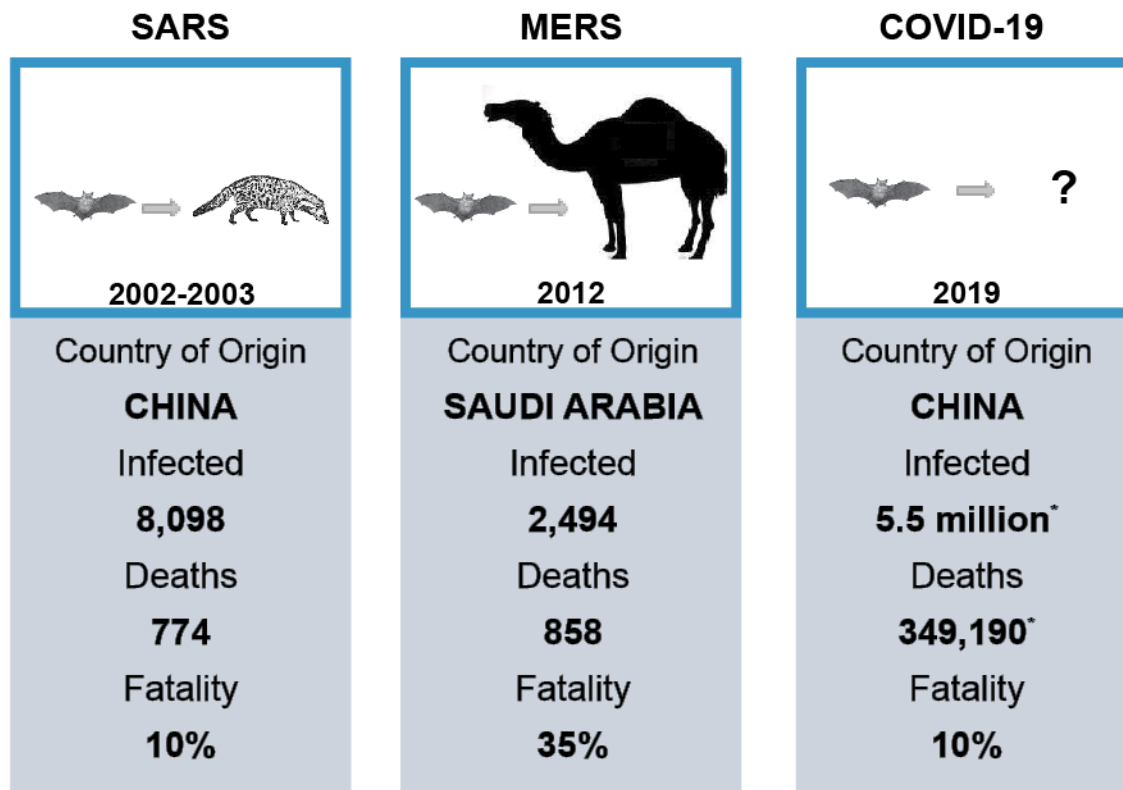 SARS
2002-2003
Country of Origin
CHINA
Infected
8,098
Deaths
774
Fatality
10%
MERS
2012
Country of Origin
SAUDI ARABIA
Infected
2,494
Deaths
858
Fatality
35%
COVID-19
?
2019
Country of Origin
CHINA
Infected
5.5 million*
Deaths
349,190*
Fatality
10%